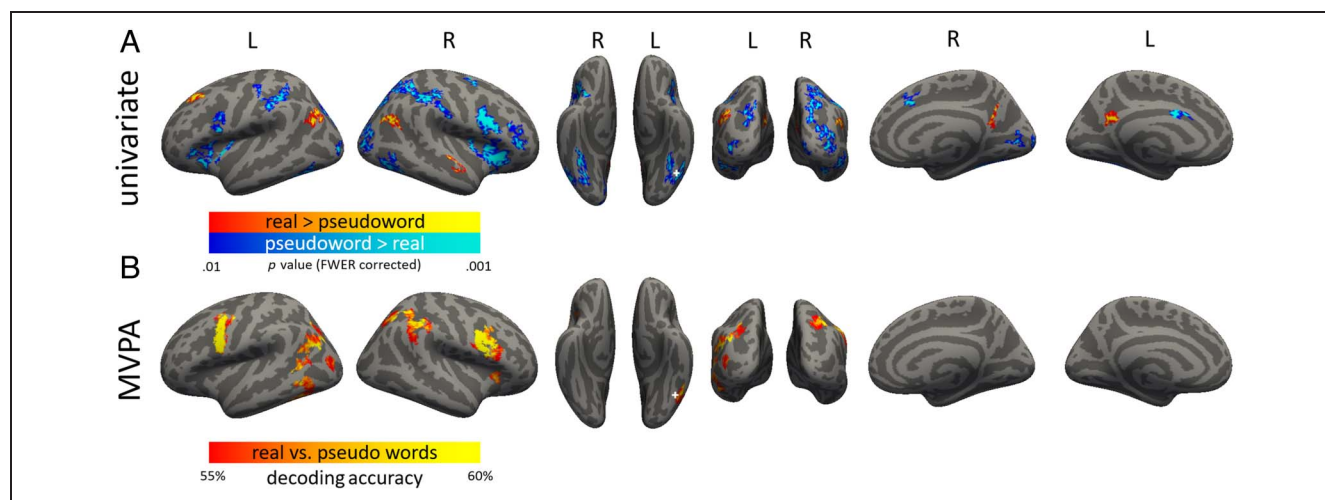 A
L R R L L R R L
univariate
real > pseudoword
pseudoword > real
.01 p value (FWER corrected) .001
B
MVPA
real vs. pseudo words
55% decoding accuracy 60%